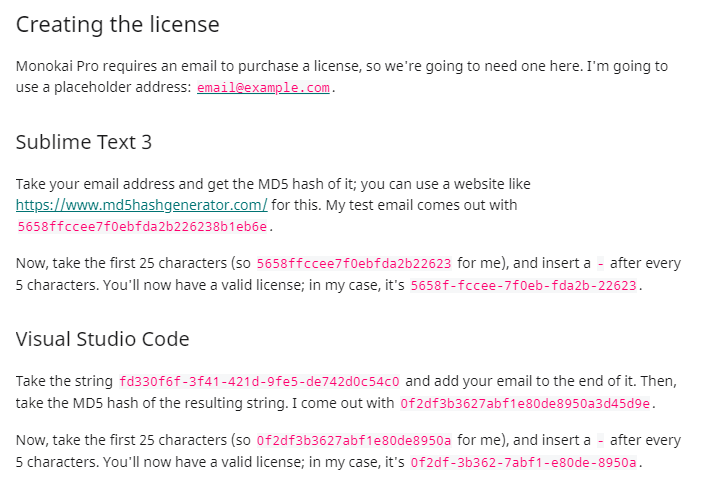 Creating the license
Monokai Pro requires an email to purchase a license, so we're going to need one here. I'm going to
use a placeholder address: email@example.com.
Sublime Text 3
Take your email address and get the MD5 hash of it; you can use a website like
https://www.md5hashgenerator.com/ for this. My test email comes out with
5658ffccee7f0ebfda2b226238b1eb6e.
Now, take the first 25 characters (so 5658ffccee7f0ebfda2b22623 for me), and insert a - after every
5 characters. You'll now have a valid license; in my case, it's 5658f-fccee-7f0eb-fda2b-22623.
Visual Studio Code
Take the string fd330f6f-3f41-421d-9fe5-de742d0c54c0 and add your email to the end of it. Then,
take the MD5 hash of the resulting string. I come out with 0f2df3b3627abf1e80de8950a3d45d9e.
Now, take the first 25 characters (so 0f2df3b3627abf1e80de8950a for me), and insert a - after every
5 characters. You'll now have a valid license; in my case, it's 0f2df-3b362-7abf1-e80de-8950a.